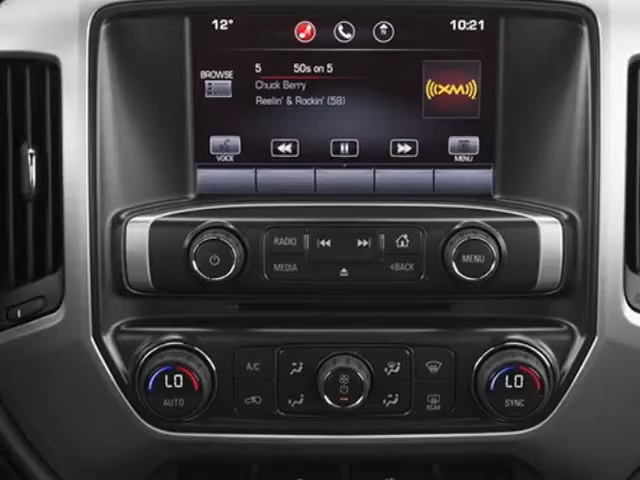 12° N 10:21
BROWSE
5 50s on 5
Chuck Berry
Reelin' & Rockin' (58)
((XM))
VOICE MENU
RADIO MENU
MEDIA <BACK
LO A/C LO
AUTO REAR SYNC